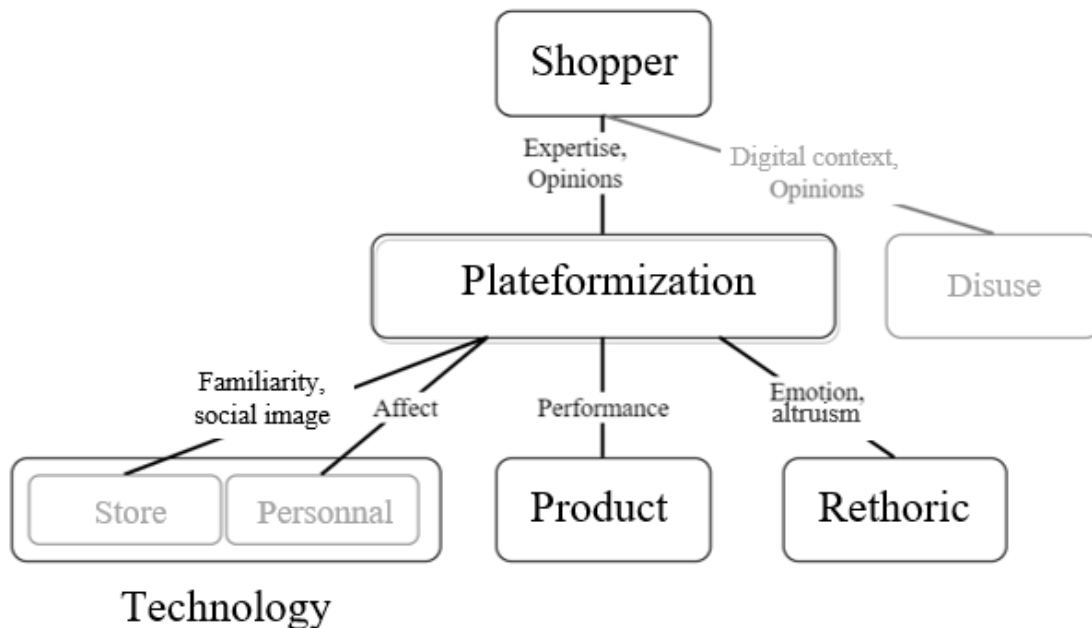 Shopper
Expertise,
Opinions
Digital context,
Opinions
Plateformization
Disuse
Familiarity,
social image
Affect
Performance
Emotion,
altruism
Store
Personnal
Product
Rethoric
Technology